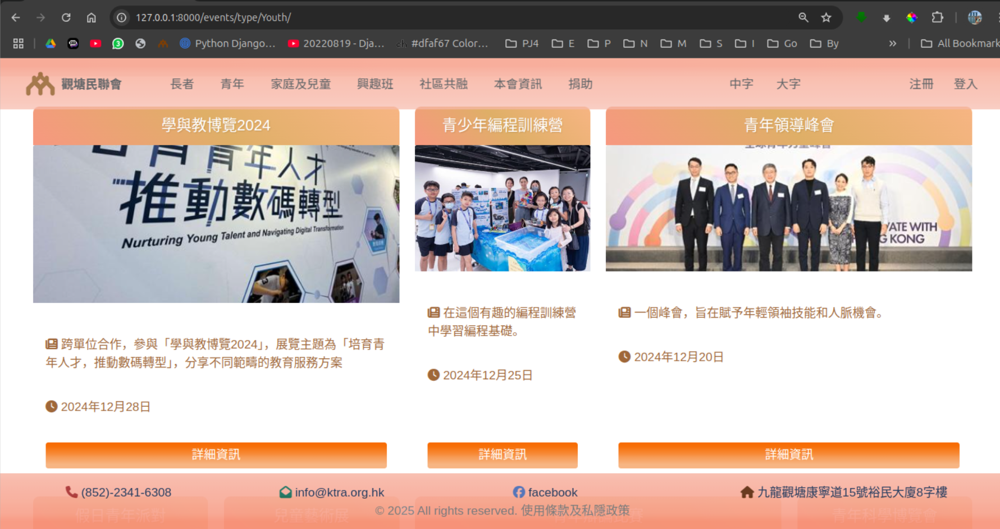 127.0.0.1:8000/events/type/Youth/
Python Django...
20220819 - Dja...
ch #dfaf67 Color...
PJ4
E
P
N
M
S
I
Go
By
»
All Bookmark
觀塘民聯會
長者
青年
家庭及兒童
興趣班
社區共融
本會資訊
捐助
中字
大字
注冊
登入
學與教博覽2024
青少年編程訓練營
青年領導峰會
培育青年人才
推動數碼轉型
Nurturing Young Talent and Navigating Digital Transformation
VATE WITH
G KONG
跨單位合作，參與「學與教博覽2024」，展覽主題為「培育青
年人才，推動數碼轉型」，分享不同範疇的教育服務方案
2024年12月28日
在這個有趣的編程訓練營
中學習編程基礎。
2024年12月25日
一個峰會，旨在賦予年輕領袖技能和人脈機會。
2024年12月20日
詳細資訊
詳細資訊
詳細資訊
(852)-2341-6308
info@ktra.org.hk
facebook
九龍觀塘康寧道15號裕民大廈8字樓
© 2025 All rights reserved. 使用條款及私隱政策
假日青年派對
兒童藝術展
青年辯論比賽
青年科學博覽會